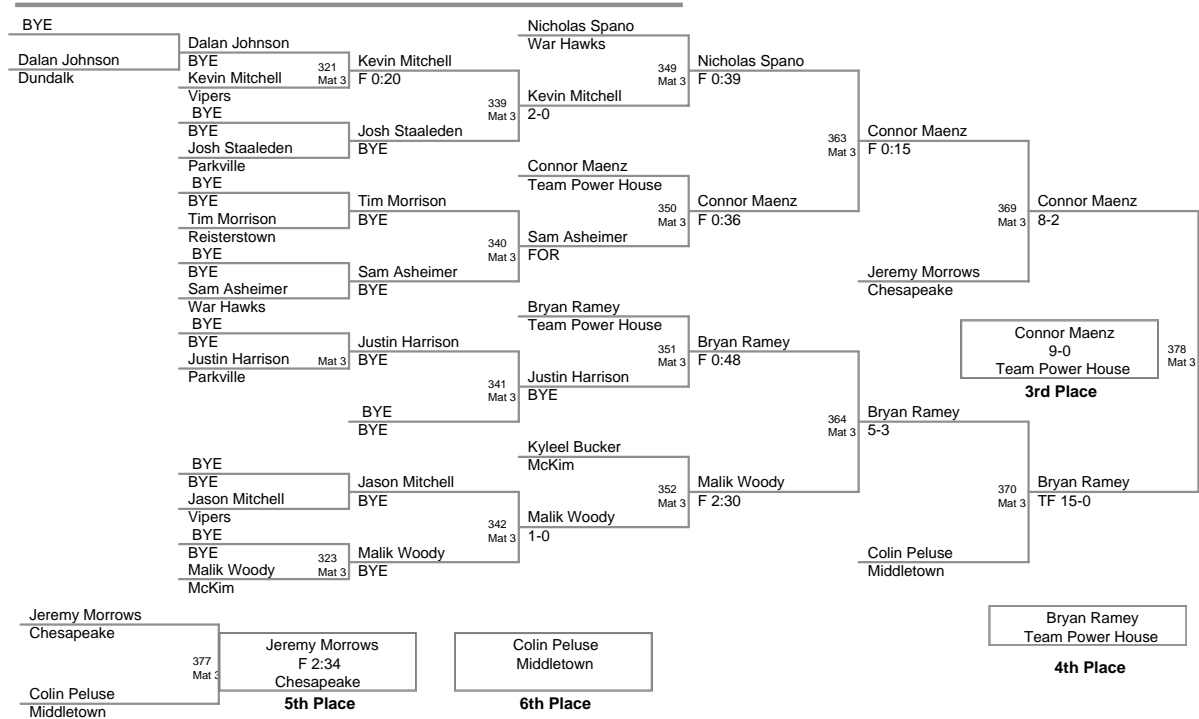 BYE
Dalan Johnson
Dundalk
Dalan Johnson
BYE
Kevin Mitchell
Vipers
BYE
BYE
Josh Staaleden
Parkville
BYE
BYE
Tim Morrison
Reisterstown
BYE
BYE
Sam Asheimer
War Hawks
BYE
BYE
Justin Harrison
Parkville
BYE
BYE
Jason Mitchell
Vipers
BYE
BYE
Malik Woody
McKim
321
Mat 3
Mat 3
323
Mat 3
Kevin Mitchell
F 0:20
Josh Staaleden
BYE
Tim Morrison
BYE
Sam Asheimer
BYE
Justin Harrison
BYE
BYE
BYE
Jason Mitchell
BYE
Malik Woody
BYE
339
Mat 3
340
Mat 3
341
Mat 3
342
Mat 3
Nicholas Spano
War Hawks
Kevin Mitchell
2-0
Connor Maenz
Team Power House
Sam Asheimer
FOR
Bryan Ramey
Team Power House
Justin Harrison
BYE
Kyleel Bucker
McKim
Malik Woody
1-0
349
Mat 3
350
Mat 3
351
Mat 3
352
Mat 3
Nicholas Spano
F 0:39
Connor Maenz
F 0:36
Bryan Ramey
F 0:48
Malik Woody
F 2:30
363
Mat 3
364
Mat 3
Connor Maenz
F 0:15
Jeremy Morrows
Chesapeake
Bryan Ramey
5-3
Colin Peluse
Middletown
369
Mat 3
370
Mat 3
Connor Maenz
8-2
Bryan Ramey
TF 15-0
378
Mat 3
Connor Maenz
9-0
Team Power House
3rd Place
Bryan Ramey
Team Power House
4th Place
Jeremy Morrows
Chesapeake
Colin Peluse
Middletown
377
Mat 3
Jeremy Morrows
F 2:34
Chesapeake
5th Place
Colin Peluse
Middletown
6th Place